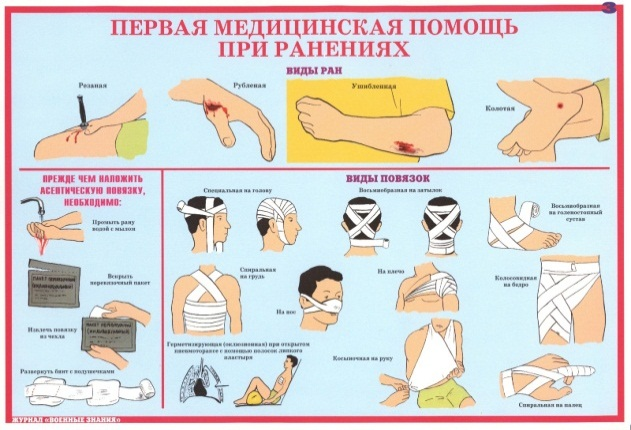 3
ПЕРВАЯ МЕДИЦИНСКАЯ ПОМОЩЬ
ПРИ РАНЕНИЯХ
ВИДЫ РАН
Резаная
Рубленая
Ушибленная
Колотая
ПРЕЖДЕ ЧЕМ НАЛОЖИТЬ
АСЕПТИЧЕСКУЮ ПОВЯЗКУ,
НЕОБХОДИМО:
Промыть рану
водой с мылом
Вскрыть
перевязочный пакет
Извлечь повязку
из чехла
Развернуть бинт с подушечками
ВИДЫ ПОВЯЗОК
Специальная на голову
Восьмиобразная на затылок
Восьмиобразная
на голеностопный
сустав
Спиральная
на грудь
На нос
На плечо
Колосовидная
на бедро
Герметизирующая (окклюзионная) при открытом
пневмотораксе с помощью полосок липкого
пластыря
Косыночная на руку
Спиральная на палец
ЖУРНАЛ «ВОЕННЫЕ ЗНАНИЯ»